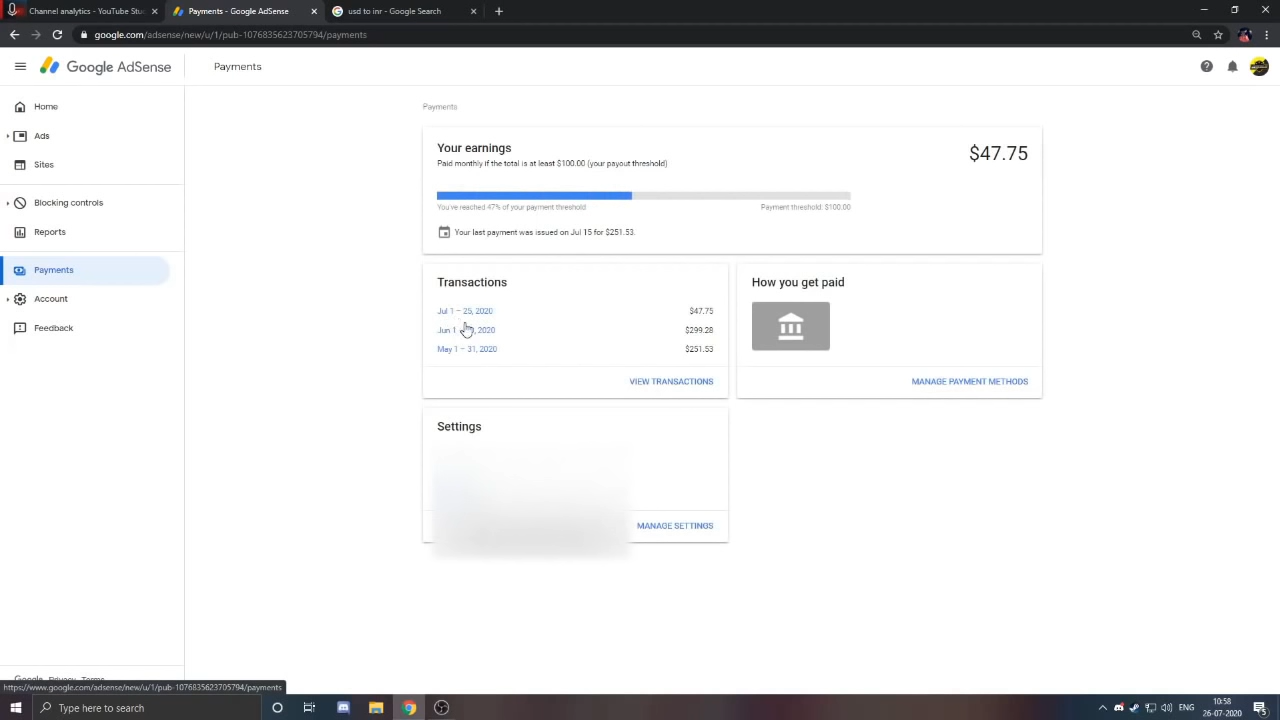 Channel analytics - YouTube Stu
Payments - Google AdSense
usd to inr - Google Search
google.com/adsense/new/u/1/pub-1076835623705794/payments
Google AdSense
Payments
Home
Ads
Sites
Blocking controls
Reports
Payments
Account
Feedback
Payments
Your earnings
$47.75
Paid monthly if the total is at least $100.00 (your payout threshold)
You've reached 47% of your payment threshold
Payment threshold: $100.00
Your last payment was issued on Jul 15 for $251.53.
Transactions
Jul 1 – 25, 2020 $47.75
Jun 1 2020 $299.28
May 1 – 31, 2020 $251.53
VIEW TRANSACTIONS
How you get paid
MANAGE PAYMENT METHODS
Settings
MANAGE SETTINGS
Google Privacy Terms
https://www.google.com/adsense/new/u/1/pub-1076835623705794/payments
Type here to search
ENG
10:58
26-07-2020